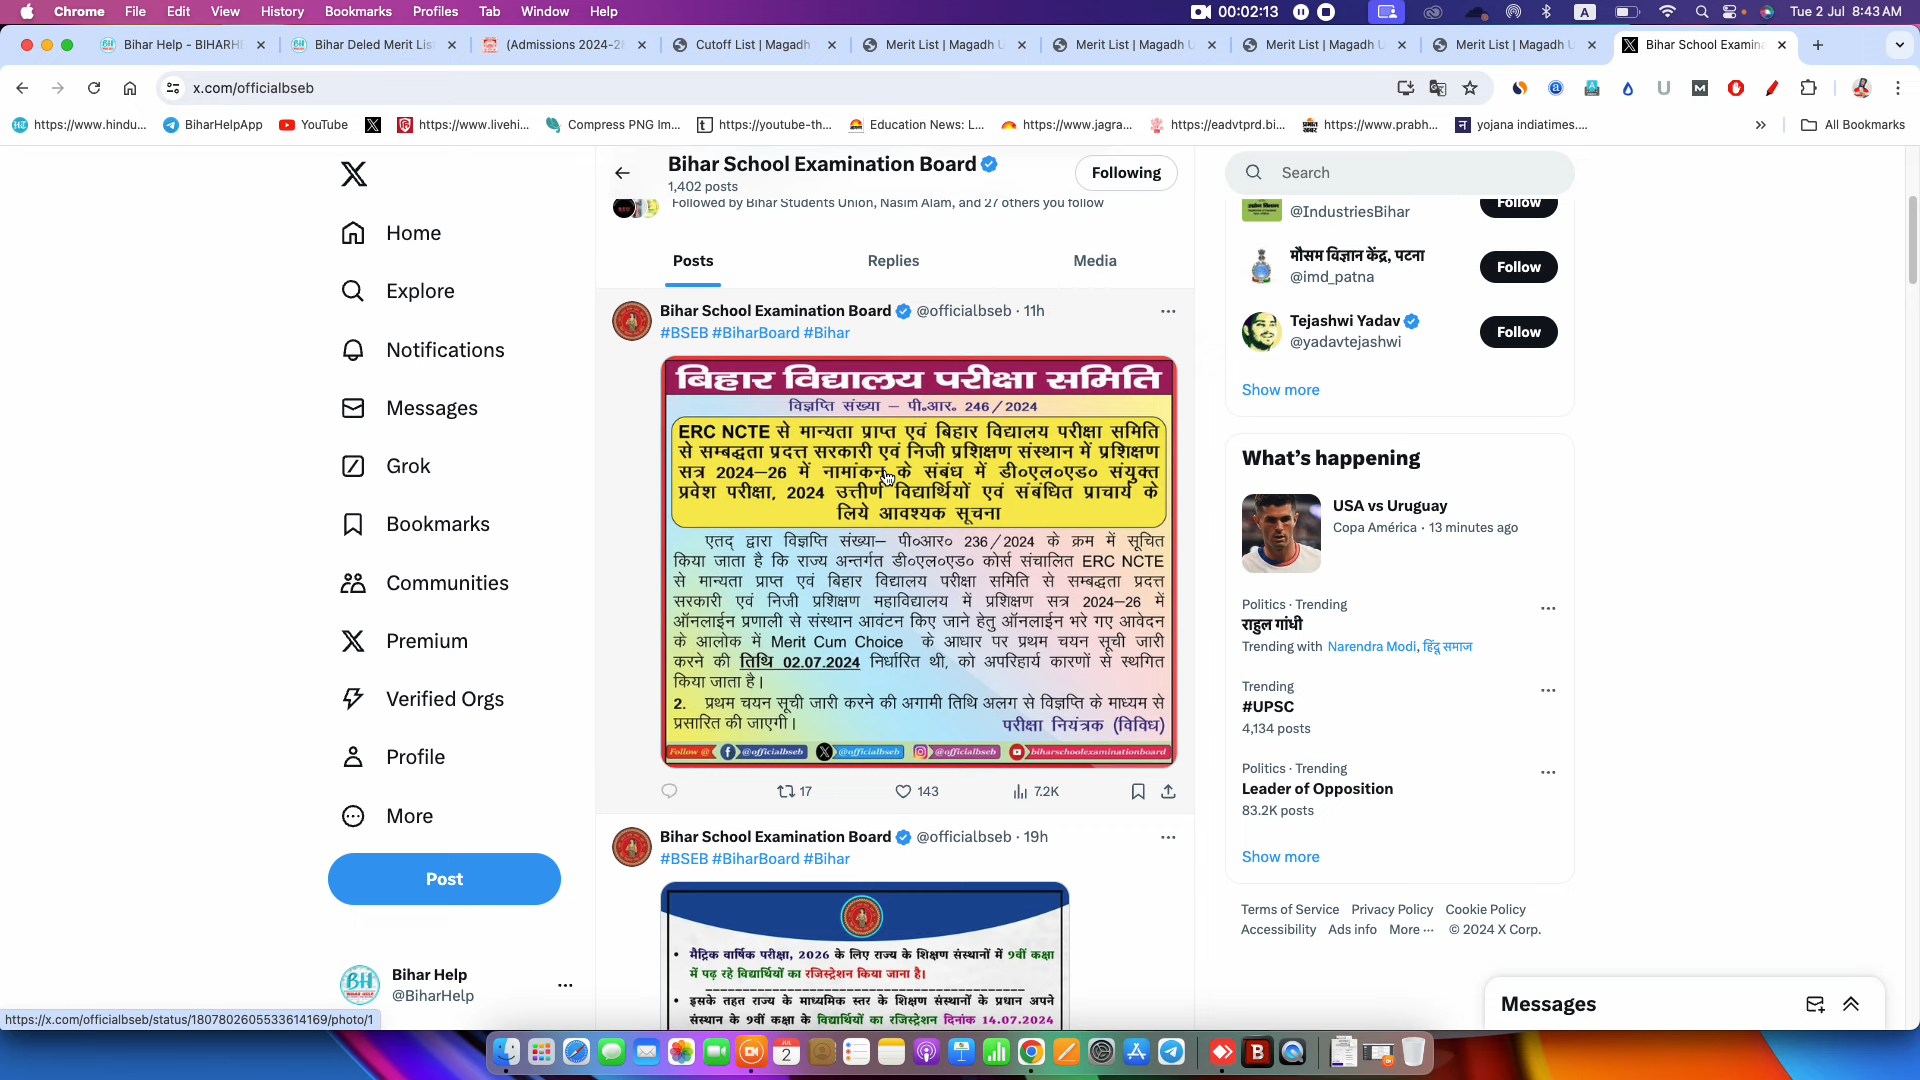 Chrome File Edit View History Bookmarks Profiles Tab Window Help 00:02:13 A Tue 2 Jul 8:43 AM
Bihar Help - BIHARHI Bihar Deled Merit Lis (Admissions 2024-2 Cutoff List | Magadh Merit List | Magadh U Merit List | Magadh U Merit List | Magadh U Merit List | Magadh U Bihar School Examina
x.com/officialbseb
https://www.hindu... BiharHelpApp YouTube https://www.livehi... Compress PNG Im... https://youtube-th... Education News: L... https://www.jagra... https://eadvtprd.bi... https://www.prabh... yojana indiatimes.... All Bookmarks
Home
Explore
Notifications
Messages
Grok
Bookmarks
Communities
Premium
Verified Orgs
Profile
More
Post
Bihar Help
@BiharHelp
https://x.com/officialbseb/status/1807802605533614169/photo/1
Bihar School Examination Board
1,402 posts
Following
Followed by Bihar Students Union, Nasim Alam, and 27 others you follow
Posts Replies Media
Bihar School Examination Board @officialbseb · 11h
#BSEB #BiharBoard #Bihar
बिहार विद्यालय परीक्षा समिति
विज्ञप्ति संख्या – पी०आर० 246/2024
ERC NCTE से मान्यता प्राप्त एवं बिहार विद्यालय परीक्षा समिति
से सम्बद्धता प्रदत्त सरकारी एवं निजी प्रशिक्षण संस्थान में प्रशिक्षण
सत्र 2024–26 में नामांकन के संबंध में डी०एल०एड० संयुक्त
प्रवेश परीक्षा, 2024 उत्तीर्ण विद्यार्थियों एवं संबंधित प्राचार्य के
लिये आवश्यक सूचना
एतद् द्वारा विज्ञप्ति संख्या– पी०आर० 236/2024 के क्रम में सूचित
किया जाता है कि राज्य अन्तर्गत डी०एल०एड० कोर्स संचालित ERC NCTE
से मान्यता प्राप्त एवं बिहार विद्यालय परीक्षा समिति से सम्बद्धता प्रदत्त
सरकारी एवं निजी प्रशिक्षण महाविद्यालय में प्रशिक्षण सत्र 2024–26 में
ऑनलाईन प्रणाली से संस्थान आवंटन किए जाने हेतु ऑनलाईन भरे गए आवेदन
के आलोक में Merit Cum Choice के आधार पर प्रथम चयन सूची जारी
करने की तिथि 02.07.2024 निर्धारित थी, को अपरिहार्य कारणों से स्थगित
किया जाता है।
2. प्रथम चयन सूची जारी करने की अगामी तिथि अलग से विज्ञप्ति के माध्यम से
प्रसारित की जाएगी। परीक्षा नियंत्रक (विविध)
Follow @ @officialbseb @officialbseb @officialbseb biharschoolexaminationboard
17 143 7.2K
Bihar School Examination Board @officialbseb · 19h
#BSEB #BiharBoard #Bihar
• मैट्रिक वार्षिक परीक्षा, 2026 के लिए राज्य के शिक्षण संस्थानों में 9वीं कक्षा
में पढ़ रहे विद्यार्थियों का रजिस्ट्रेशन किया जाना है।
• इसके तहत राज्य के माध्यमिक स्तर के शिक्षण संस्थानों के प्रधान अपने
संस्थान के 9वीं कक्षा के विद्यार्थियों का रजिस्ट्रेशन दिनांक 14.07.2024
Search
@IndustriesBihar
Follow
मौसम विज्ञान केंद्र, पटना
@imd_patna
Follow
Tejashwi Yadav
@yadavtejashwi
Follow
Show more
What's happening
USA vs Uruguay
Copa América · 13 minutes ago
Politics · Trending
राहुल गांधी
Trending with Narendra Modi, हिंदू समाज
Trending
#UPSC
4,134 posts
Politics · Trending
Leader of Opposition
83.2K posts
Show more
Terms of Service Privacy Policy Cookie Policy
Accessibility Ads info More ··· © 2024 X Corp.
Messages
JUL
2